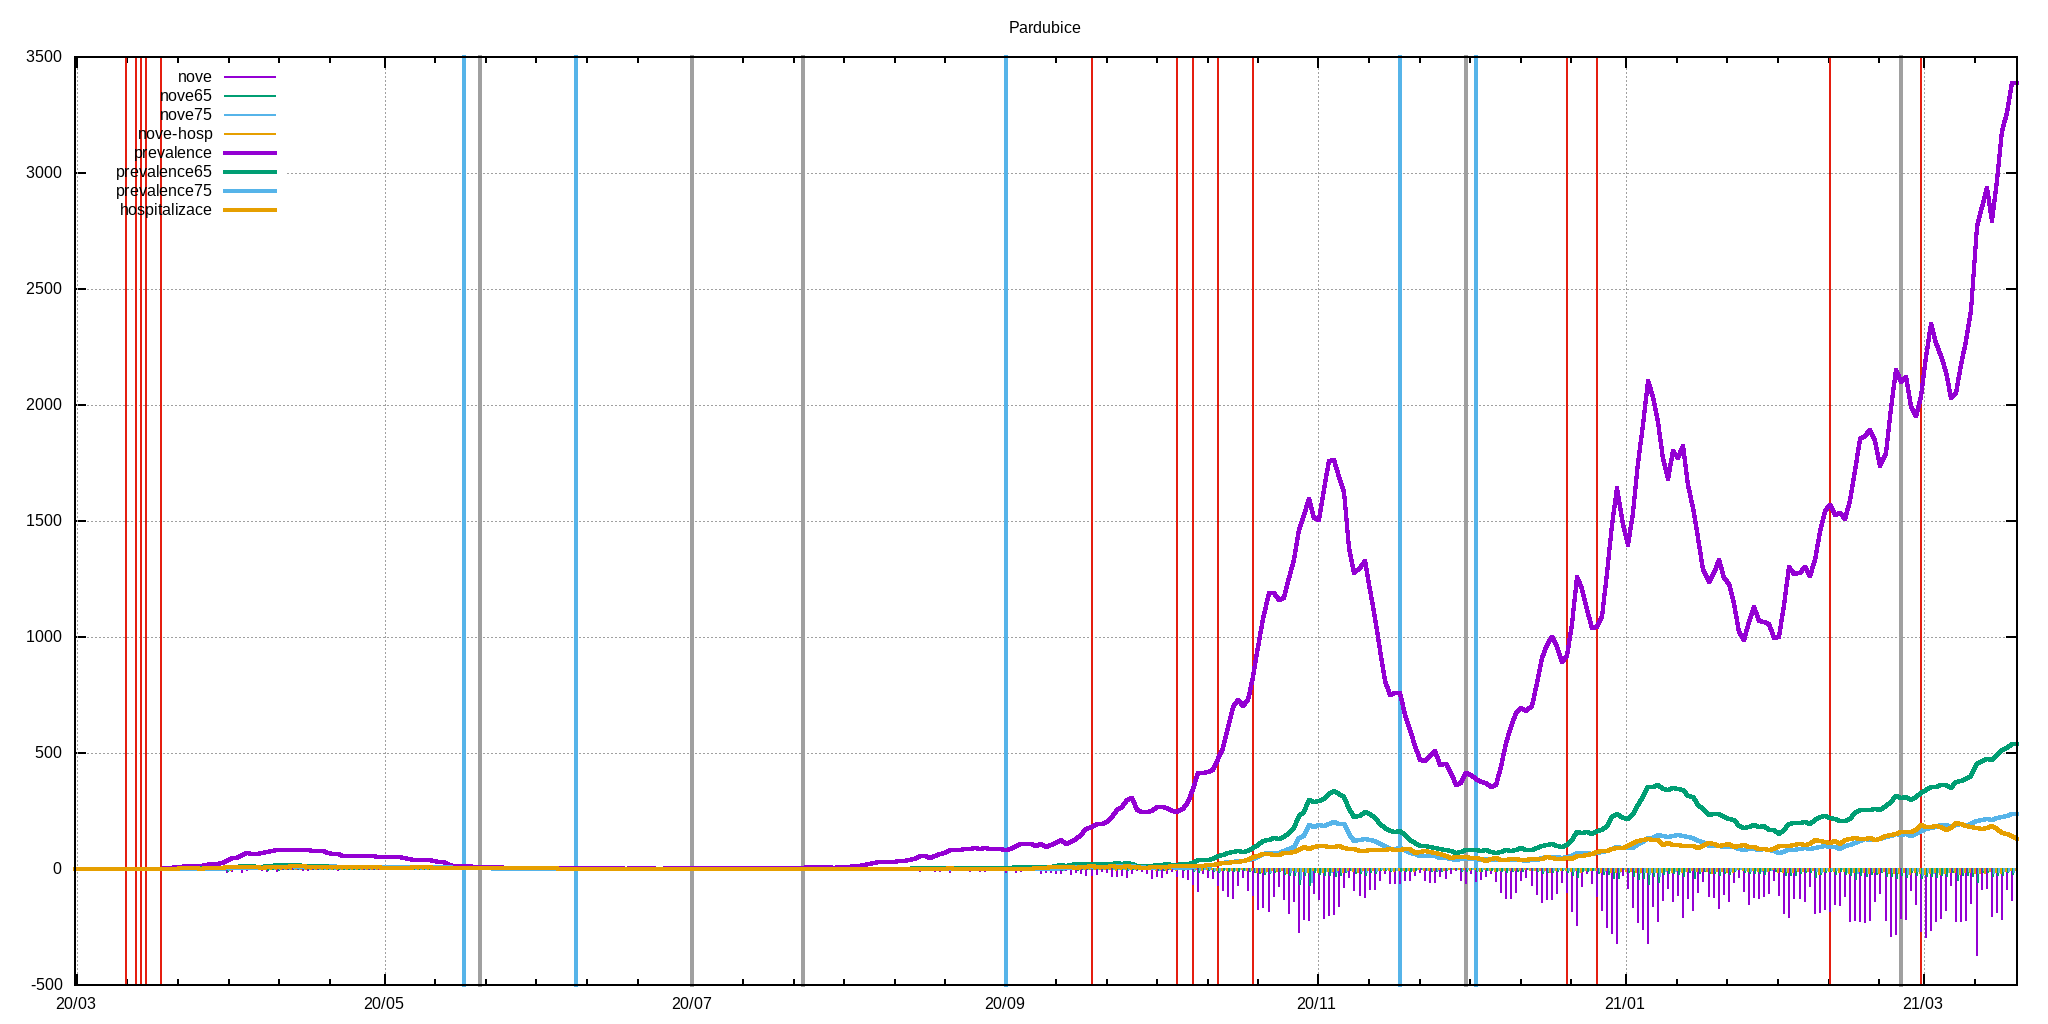 Pardubice
3500
3000
2500
2000
1500
1000
500
0
-500
nove
nove65
nove75
nove-hosp
prevalence
prevalence65
prevalence75
hospitalizace
20/03 20/05 20/07 20/09 20/11 21/01 21/03